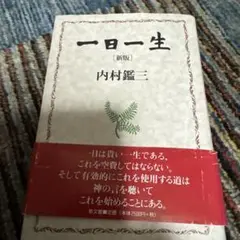 一日一生
[新版]
内村鑑三
一日は貴い一生である。
これを空費してはならない。
そして有効的にこれを使用する道は
神の言を聴いて
これを始めることにある。